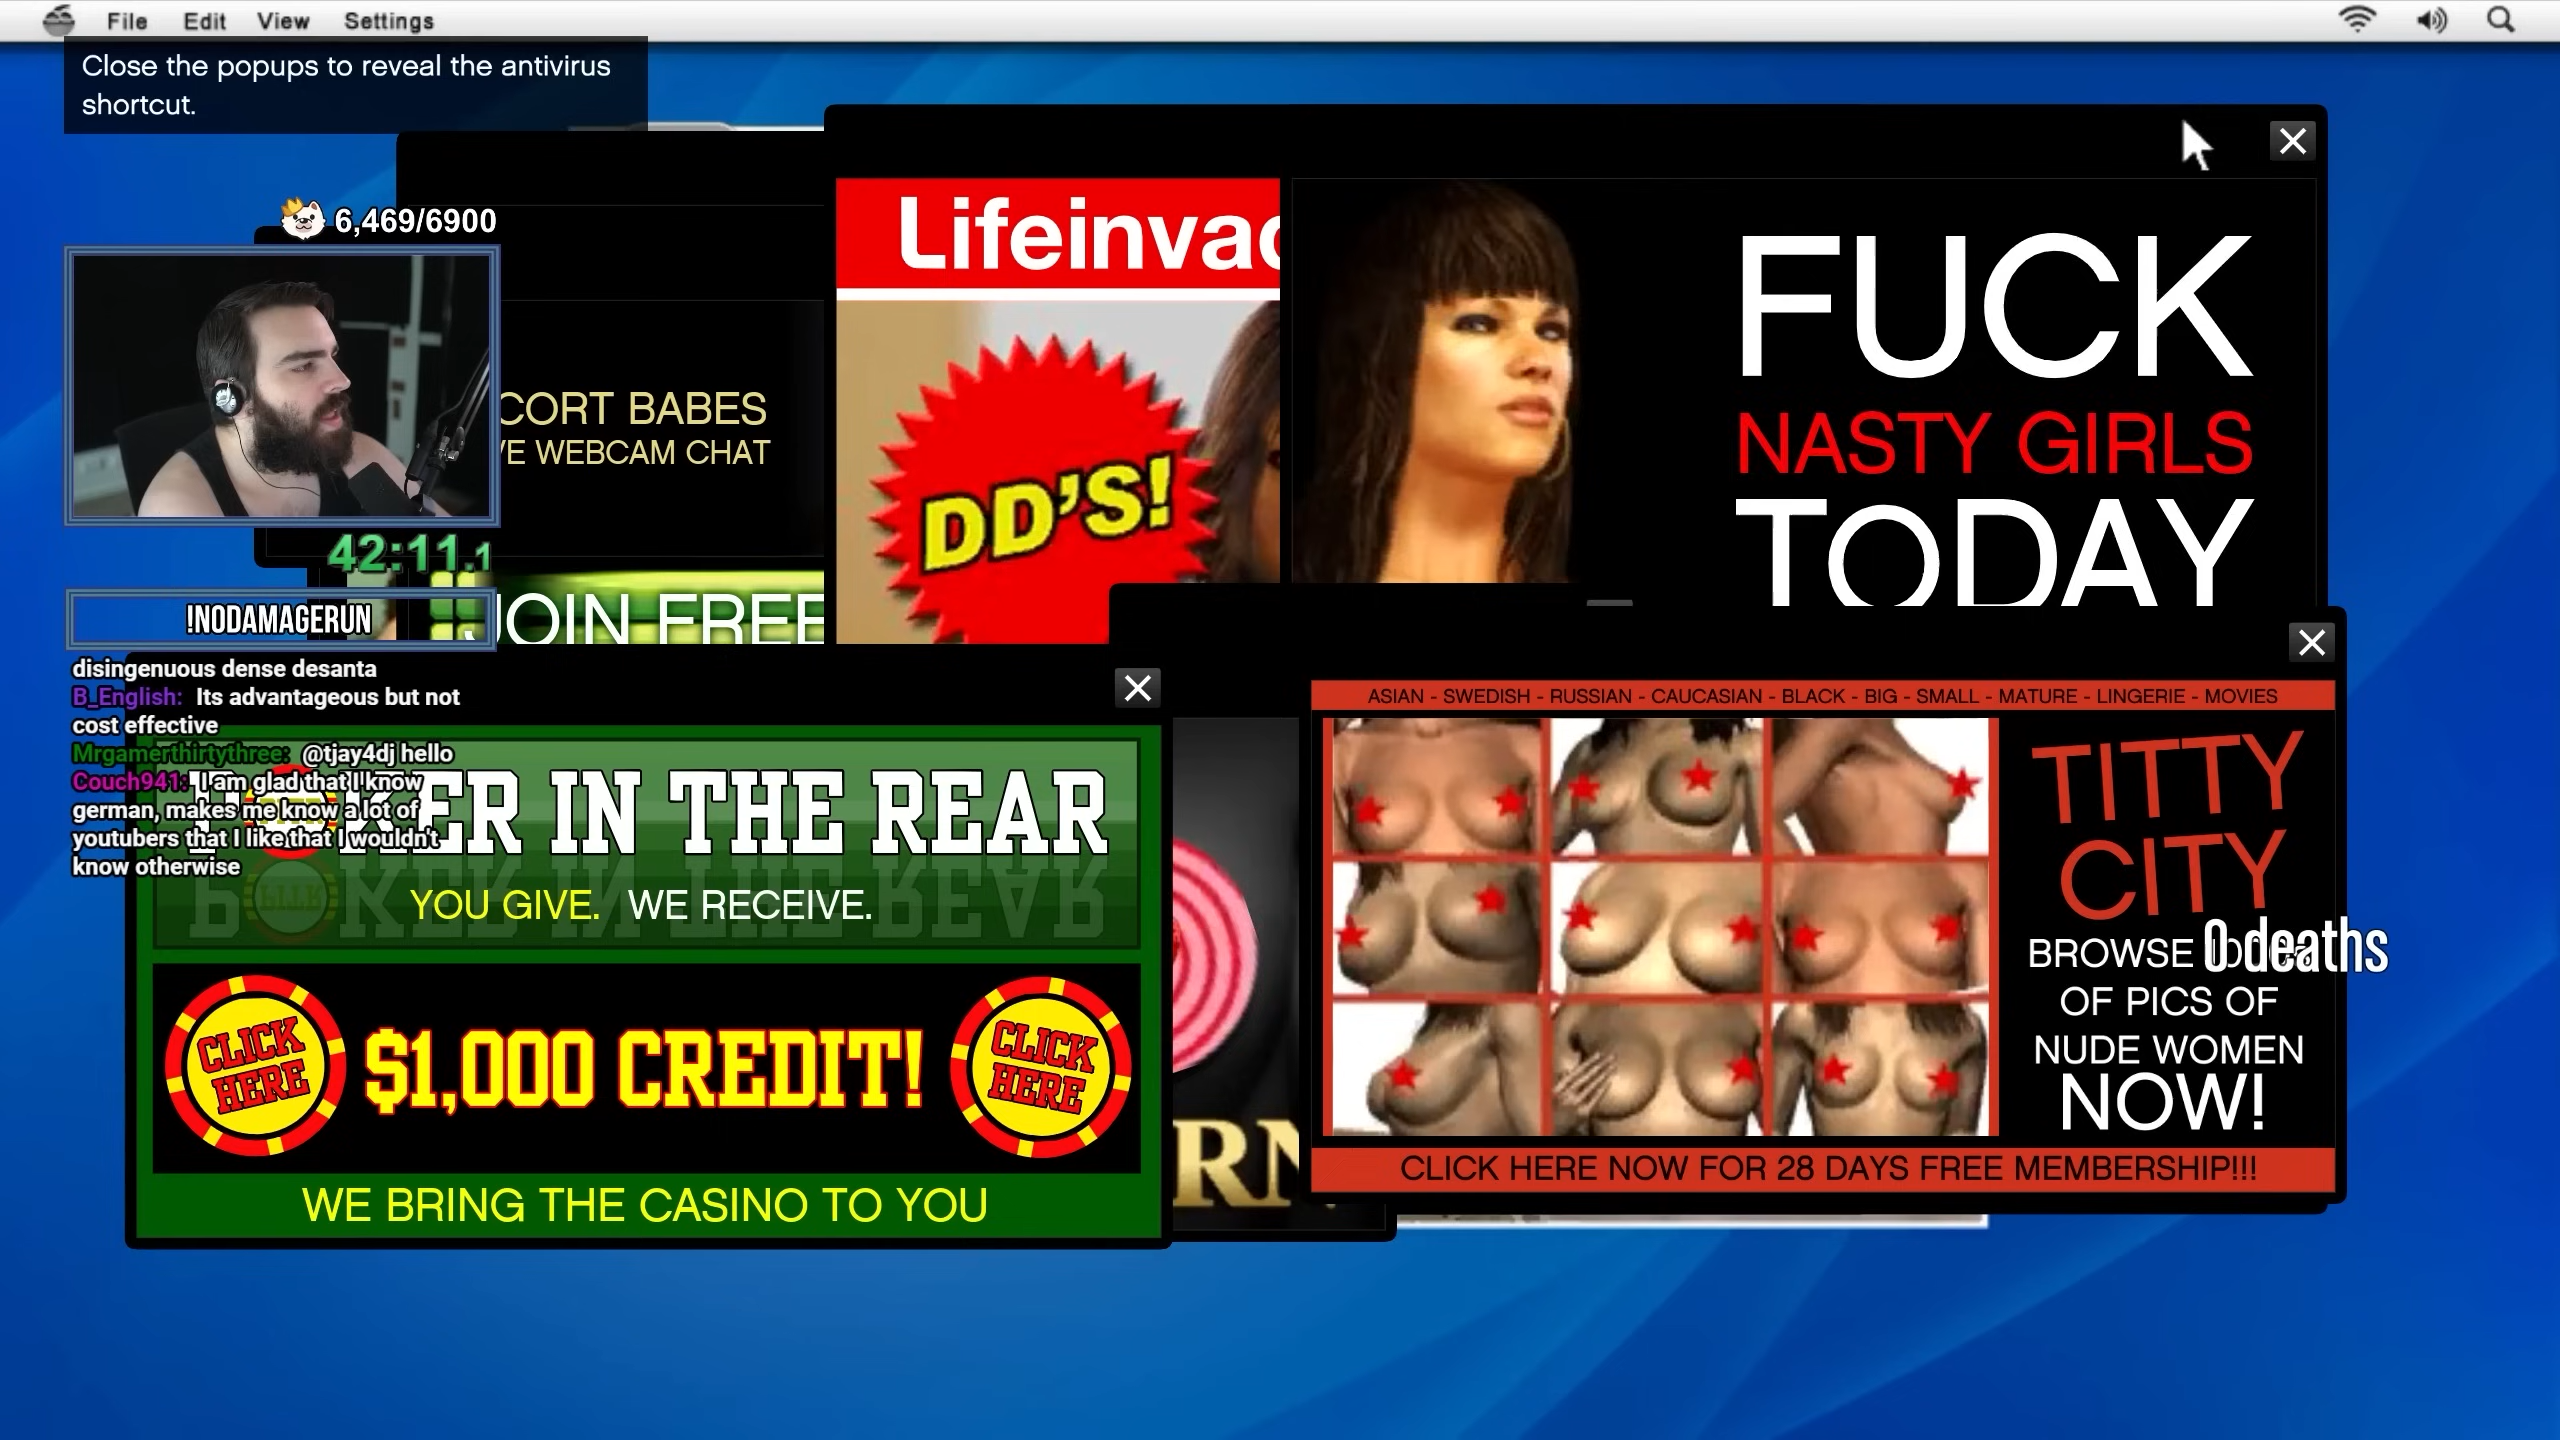 File Edit View Settings
Close the popups to reveal the antivirus
shortcut.
6,469/6900
Lifeinvad
FUCK
NASTY GIRLS
TODAY
CORT BABES
WEBCAM CHAT
DD'S!
42:11.1
JOIN FREE
!NODAMAGERUN
disingenuous dense desanta
B_English: Its advantageous but not
cost effective
Mrgamerthirtythree: @tjay4dj hello
Couch941: I am glad that I know
german, makes me know a lot of
youtubers that I like that I wouldn't
know otherwise
ER IN THE REAR
YOU GIVE. WE RECEIVE.
CLICK
HERE
$1,000 CREDIT!
CLICK
HERE
WE BRING THE CASINO TO YOU
RN
ASIAN - SWEDISH - RUSSIAN - CAUCASIAN - BLACK - BIG - SMALL - MATURE - LINGERIE - MOVIES
TITTY
CITY
BROWSE
0 deaths
OF PICS OF
NUDE WOMEN
NOW!
CLICK HERE NOW FOR 28 DAYS FREE MEMBERSHIP!!!